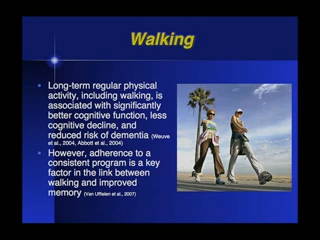 Walking
• Long-term regular physical
activity, including walking, is
associated with significantly
better cognitive function, less
cognitive decline, and
reduced risk of dementia (Weuve
et al., 2004, Abbott et al., 2004)
• However, adherence to a
consistent program is a key
factor in the link between
walking and improved
memory (Van Uffelen et al., 2007)